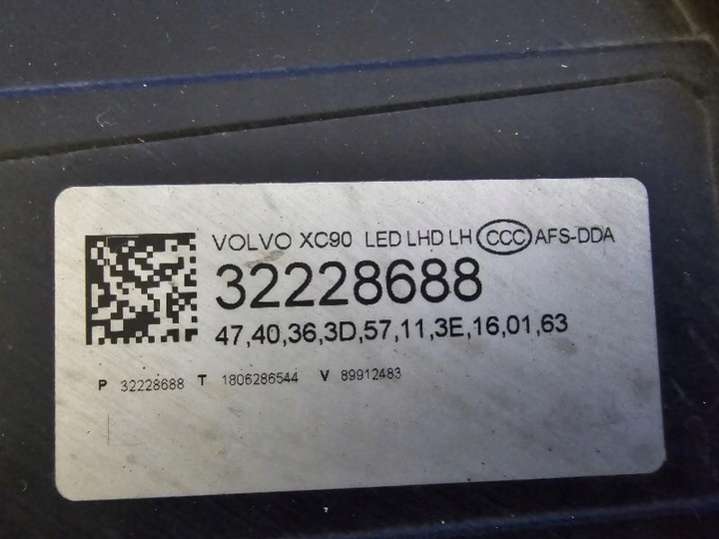 VOLVO XC90 LED LHD LH CCC AFS-DDA
32228688
47,40,36,3D,57,11,3E,16,01,63
P 32228688 T 1806286544 V 89912483